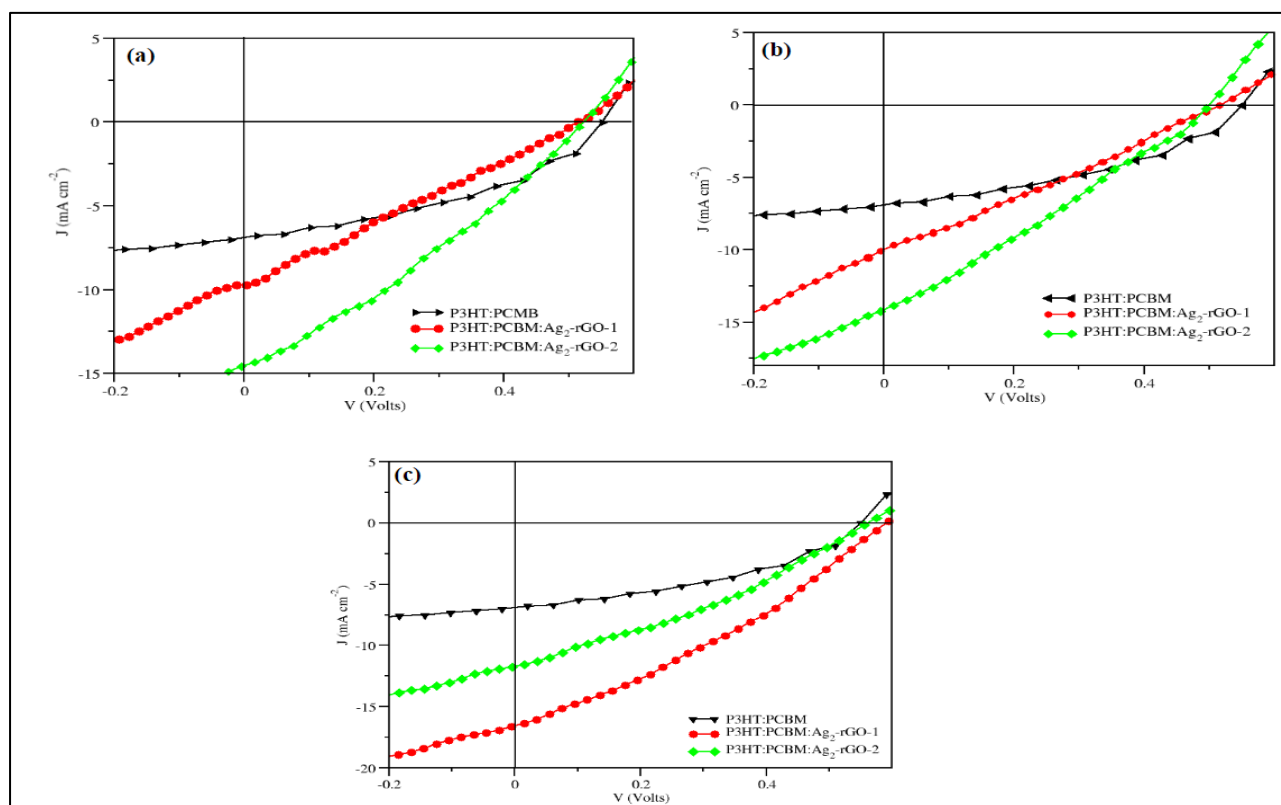 (a)
5
0
-5
-10
-15
J (mA cm⁻²)
P3HT:PCMB
P3HT:PCBM:Ag₂-rGO-1
P3HT:PCBM:Ag₂-rGO-2
-0.2
0
0.2
0.4
V (Volts)
(b)
5
0
-5
-10
-15
J (mA cm⁻²)
P3HT:PCBM
P3HT:PCBM:Ag₂-rGO-1
P3HT:PCBM:Ag₂-rGO-2
-0.2
0
0.2
0.4
V (Volts)
(c)
5
0
-5
-10
-15
-20
J (mA cm⁻²)
P3HT:PCBM
P3HT:PCBM:Ag₂-rGO-1
P3HT:PCBM:Ag₂-rGO-2
-0.2
0
0.2
0.4
V (Volts)